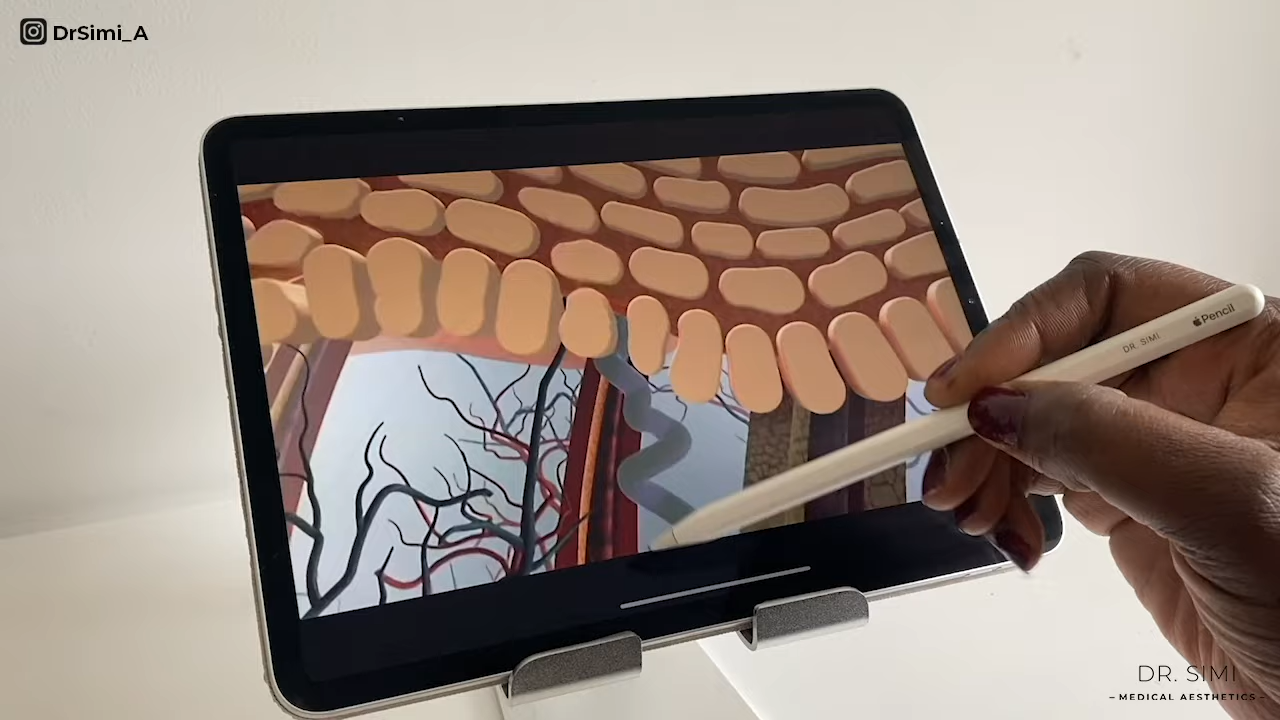 DrSimi_A
Pencil
DR. SIMI
DR. SIMI
– MEDICAL AESTHETICS –